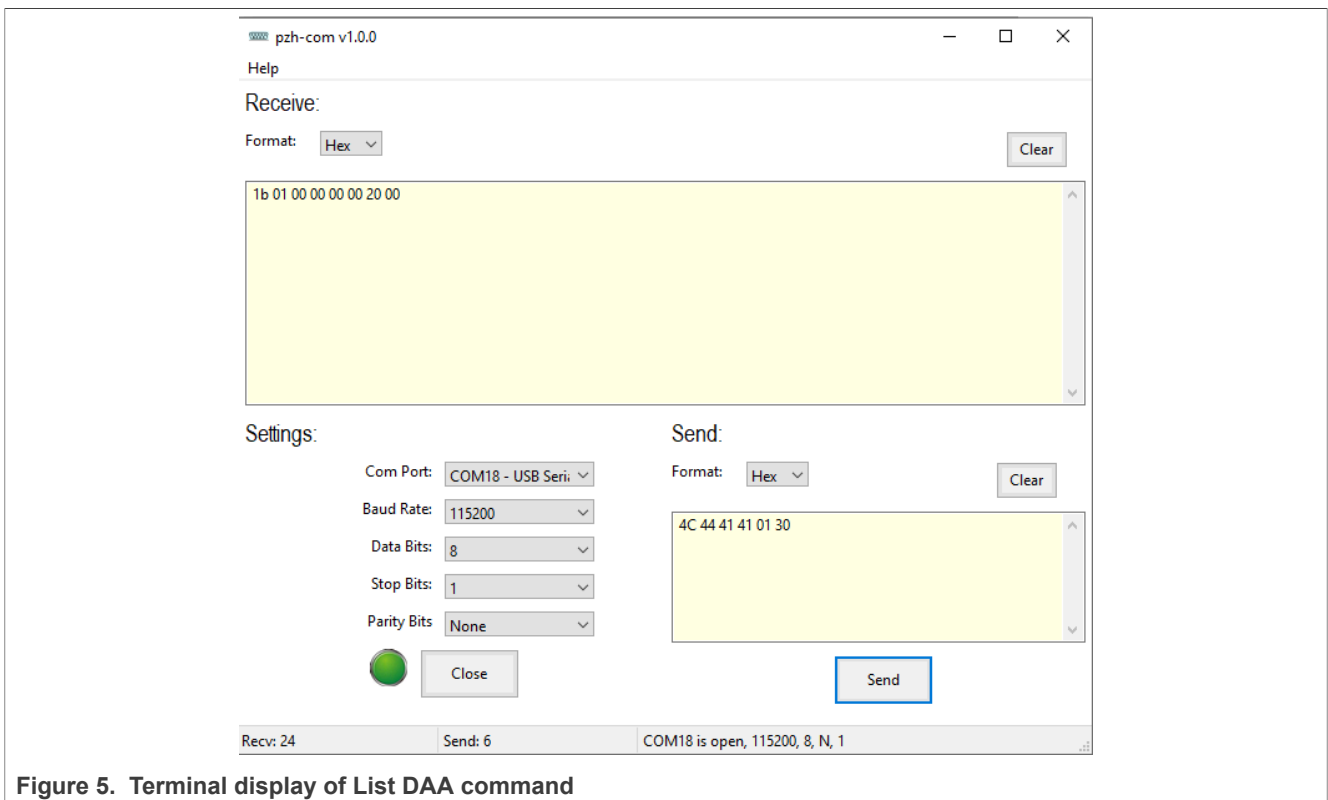 pzh-com v1.0.0
Help
Receive:
Format: Hex
Clear
1b 01 00 00 00 00 20 00
Settings:
Send:
Com Port: COM18 - USB Seri
Format: Hex
Clear
Baud Rate: 115200
4C 44 41 41 01 30
Data Bits: 8
Stop Bits: 1
Parity Bits None
Close
Send
Recv: 24 Send: 6 COM18 is open, 115200, 8, N, 1
Figure 5. Terminal display of List DAA command